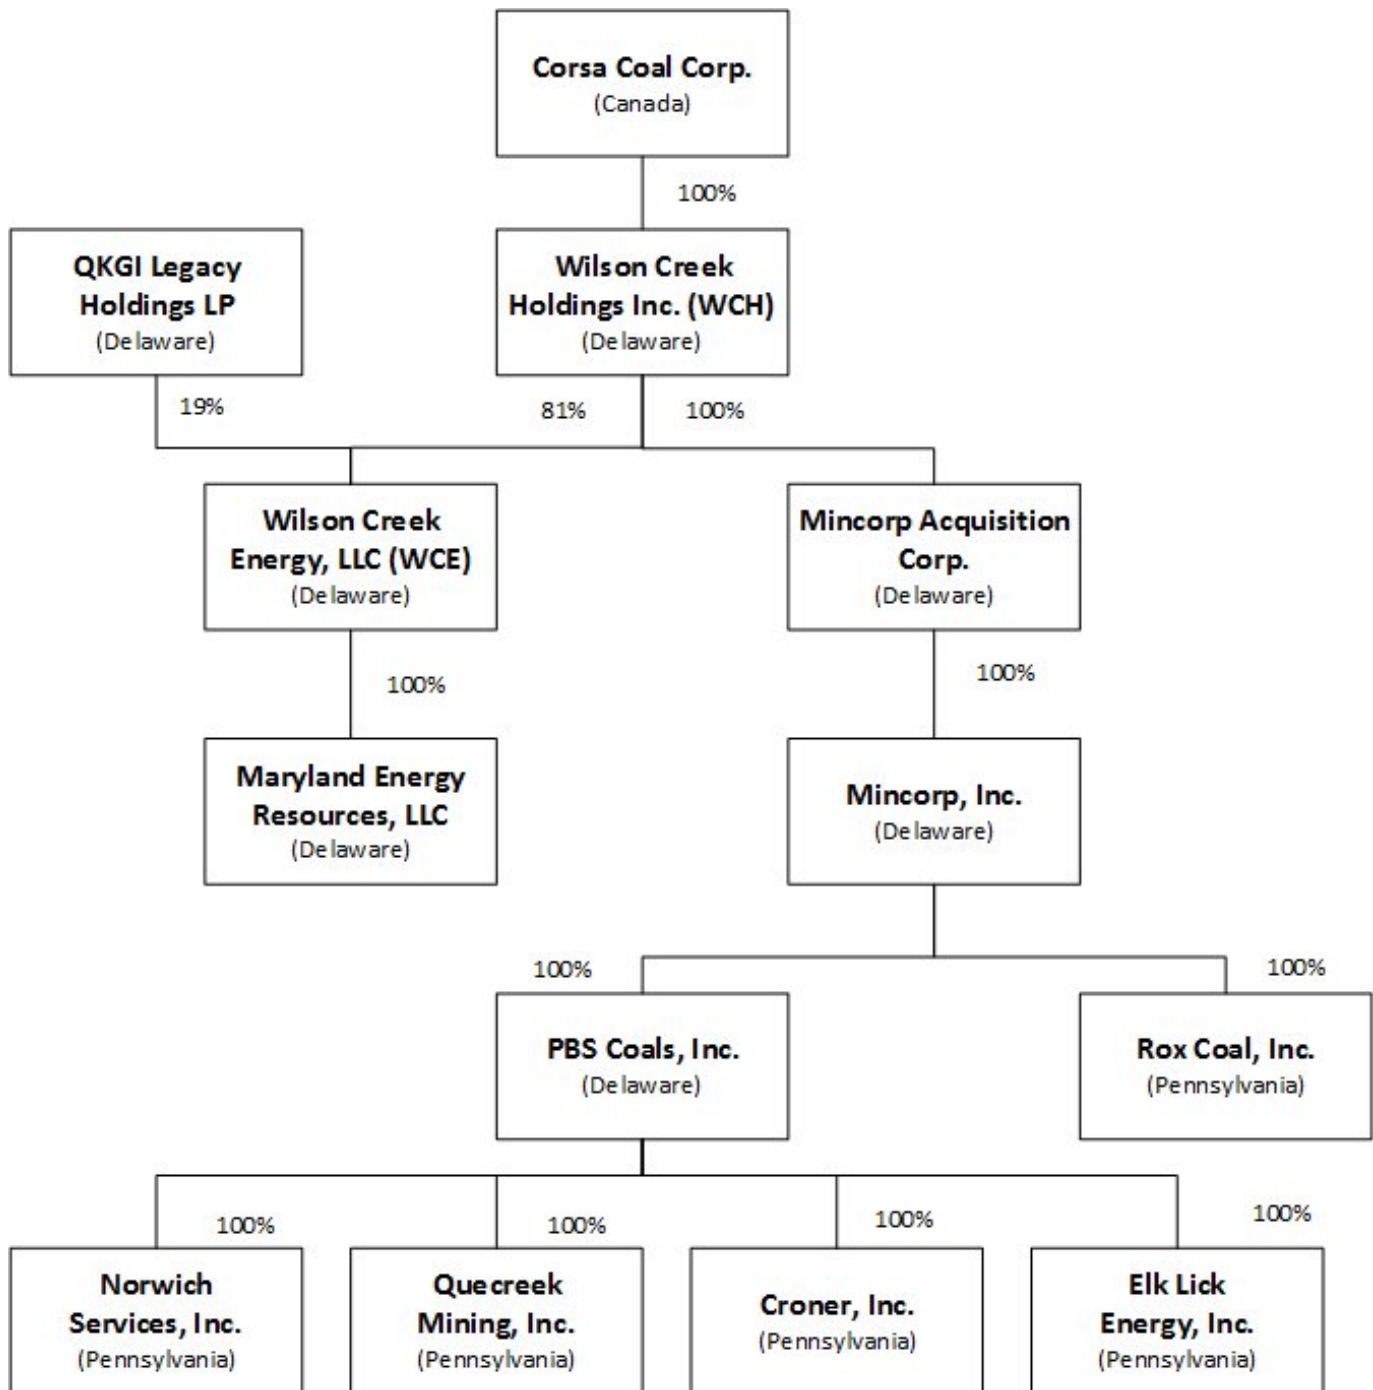 Corsa Coal Corp.
(Canada)
100%
QKGI Legacy
Holdings LP
(Delaware)
Wilson Creek
Holdings Inc. (WCH)
(Delaware)
19%
81%
100%
Wilson Creek
Energy, LLC (WCE)
(Delaware)
Mincorp Acquisition
Corp.
(Delaware)
100%
100%
Maryland Energy
Resources, LLC
(Delaware)
Mincorp, Inc.
(Delaware)
100%
100%
PBS Coals, Inc.
(Delaware)
Rox Coal, Inc.
(Pennsylvania)
100%
100%
100%
100%
Norwich
Services, Inc.
(Pennsylvania)
Quecreek
Mining, Inc.
(Pennsylvania)
Croner, Inc.
(Pennsylvania)
Elk Lick
Energy, Inc.
(Pennsylvania)